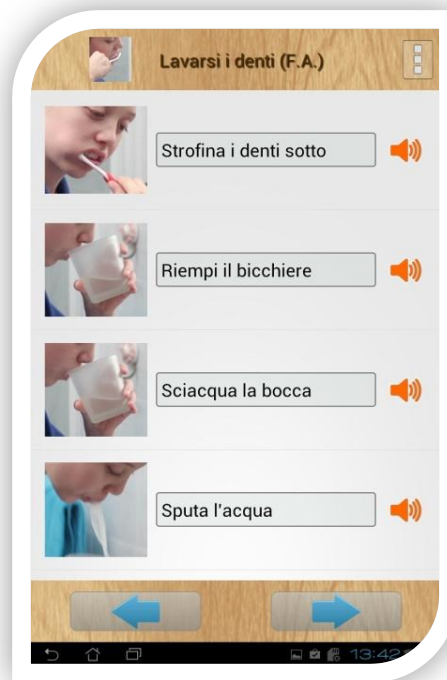 Lavarsi i denti (F.A.)
Strofina i denti sotto
Riempi il bicchiere
Sciacqua la bocca
Sputa l'acqua
13:42